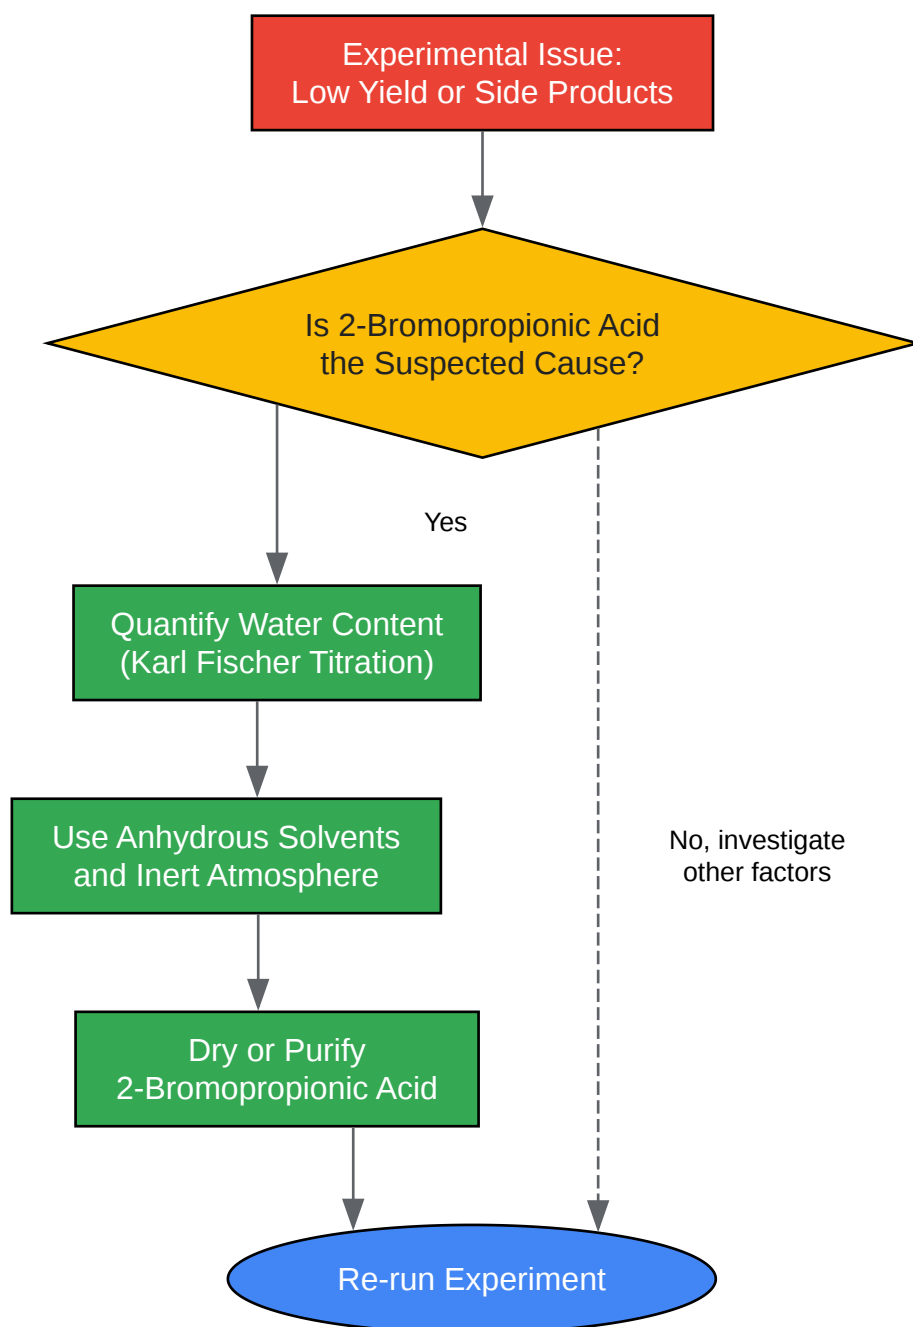 Experimental Issue:
Low Yield or Side Products
Is 2-Bromopropionic Acid
the Suspected Cause?
Yes
Quantify Water Content
(Karl Fischer Titration)
Use Anhydrous Solvents
and Inert Atmosphere
No, investigate
other factors
Dry or Purify
2-Bromopropionic Acid
Re-run Experiment